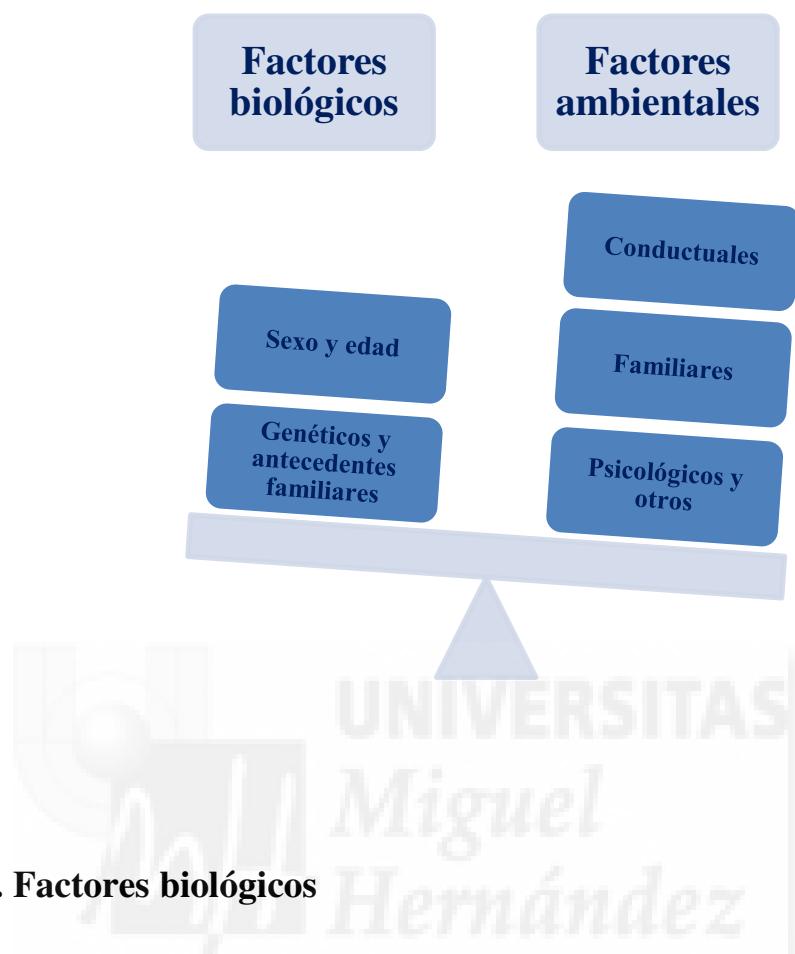 Factores
biológicos
Factores
ambientales
Conductuales
Sexo y edad
Familiares
Genéticos y
antecedentes
familiares
Psicológicos y
otros
UNIVERSITAS
Miguel
Hernández
. Factores biológicos